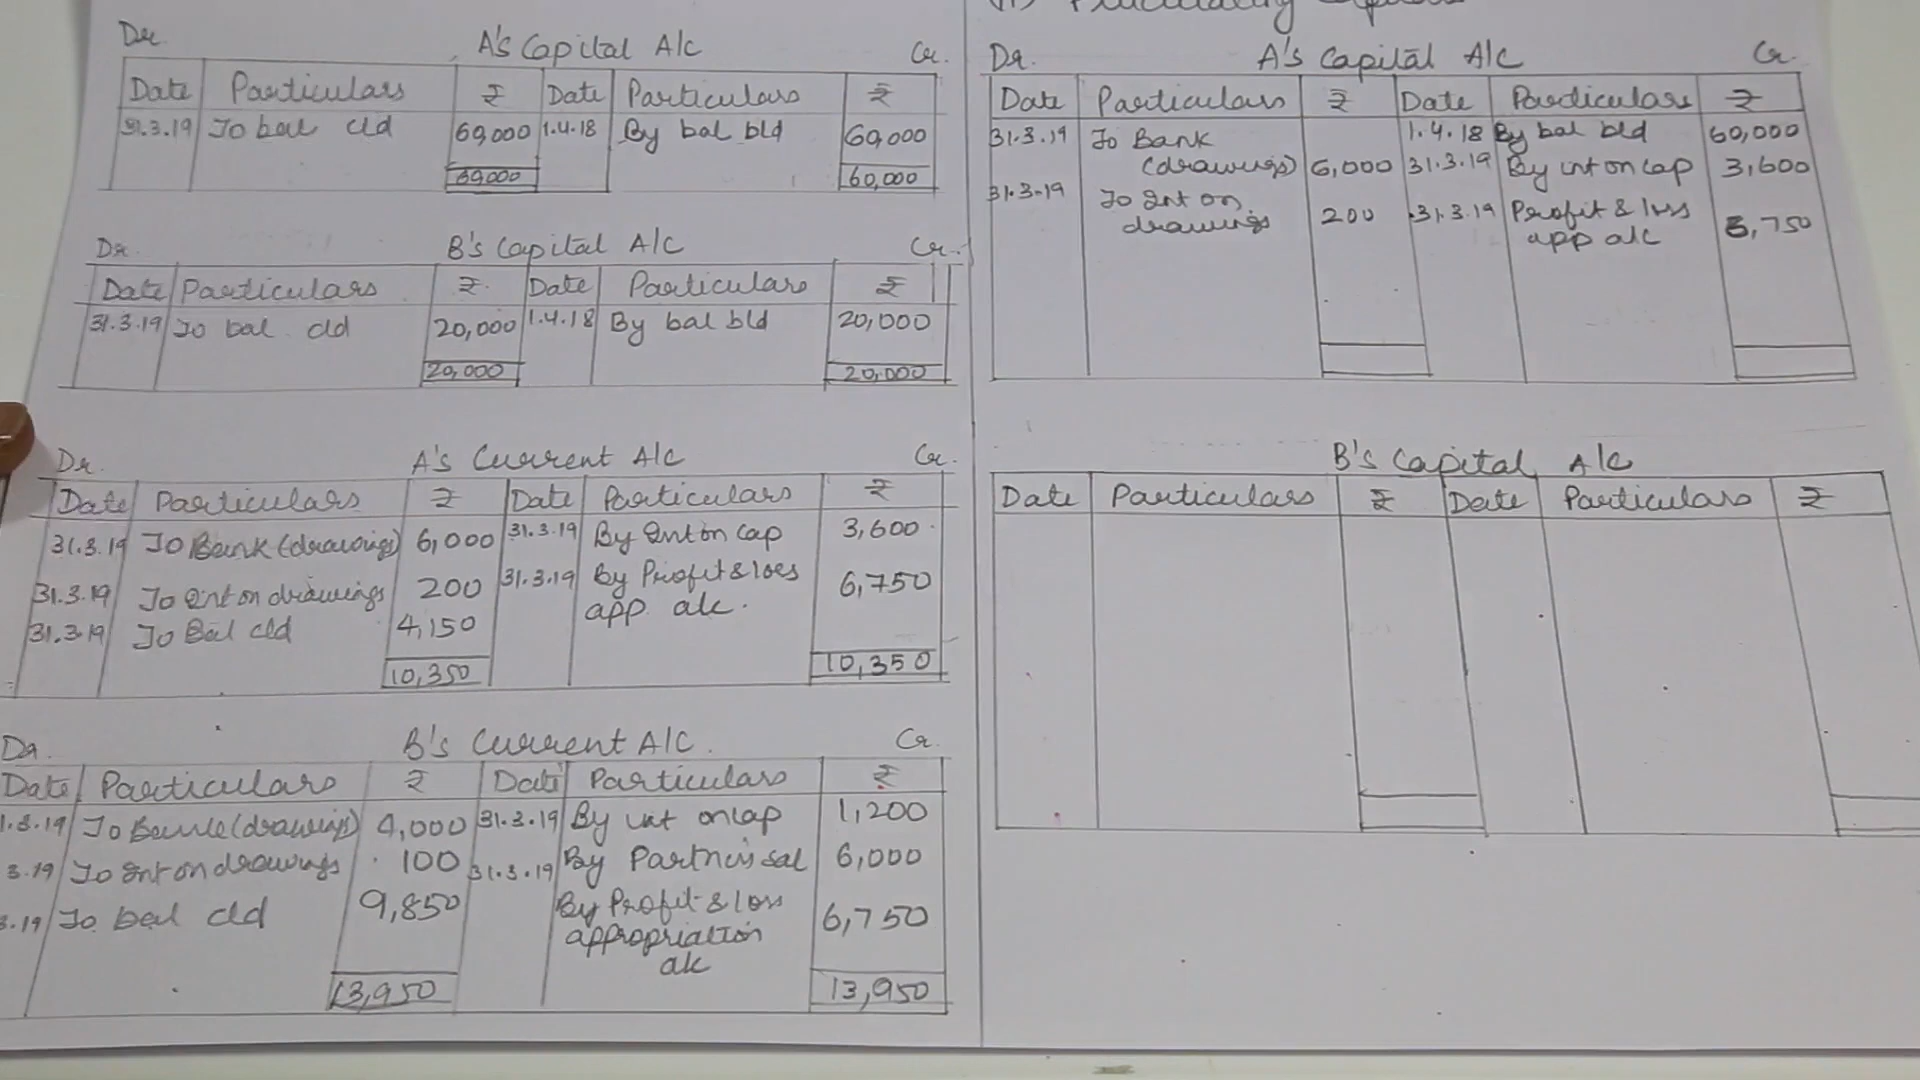 Dr. A's Capital A/c Cr.
Date Particulars ₹ Date Particulars ₹
31.3.19 To bal c/d 60,000 1.4.18 By bal b/d 60,000
60,000 60,000
Dr. B's Capital A/c Cr.
Date Particulars ₹ Date Particulars ₹
31.3.19 To bal c/d 20,000 1.4.18 By bal b/d 20,000
20,000 20,000
Dr. A's Current A/c Cr.
Date Particulars ₹ Date Particulars ₹
31.3.19 To Bank (drawings) 6,000 31.3.19 By Int on cap 3,600
31.3.19 To Int on drawings 200 31.3.19 By Profit & loss
app a/c. 6,750
31.3.19 To Bal c/d 4,150
10,350 10,350
Dr. B's Current A/c. Cr.
Date Particulars ₹ Date Particulars ₹
1.3.19 To Bank (drawings) 4,000 31.3.19 By int on cap 1,200
3.19 To Int on drawings 100 31.3.19 By Partner's sal 6,000
3.19 To bal c/d 9,850 By Profit & loss
appropriation 6,750
a/c
13,950 13,950
Dr. A's Capital A/c Cr.
Date Particulars ₹ Date Particulars ₹
31.3.19 To Bank 1.4.18 By bal b/d 60,000
(drawings) 6,000 31.3.19 By int on cap 3,600
31.3.19 To Int on
drawings 200 31.3.19 Profit & loss
app a/c ,750
B's Capital A/c
Date Particulars ₹ Date Particulars ₹